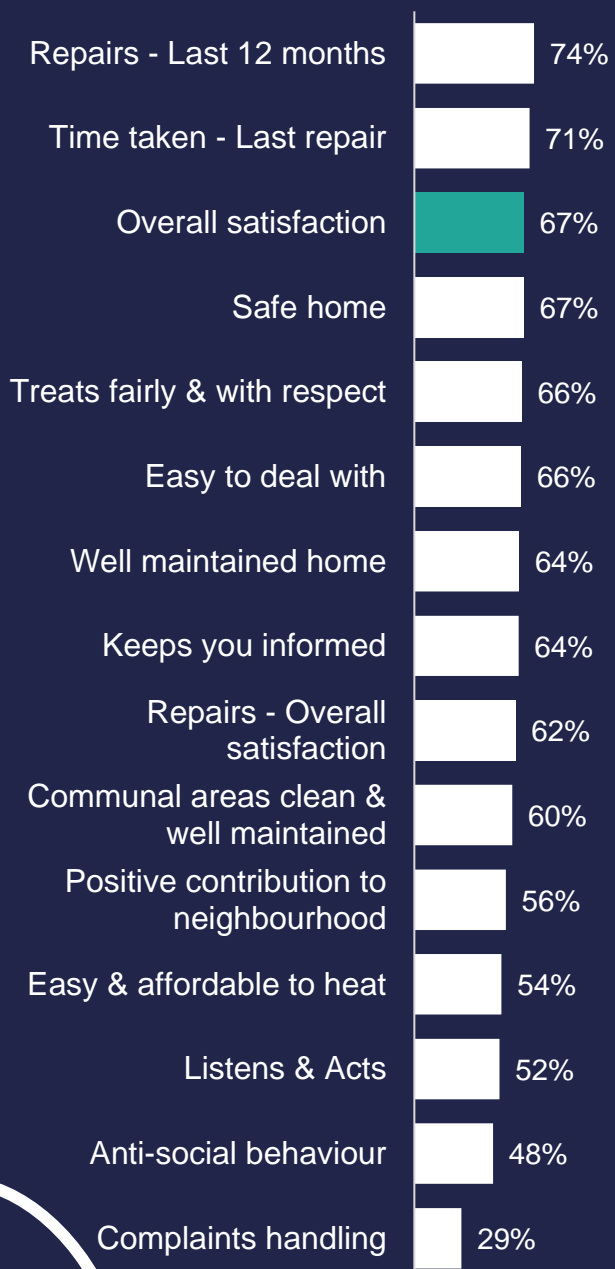 Repairs - Last 12 months 74%
Time taken - Last repair 71%
Overall satisfaction 67%
Safe home 67%
Treats fairly & with respect 66%
Easy to deal with 66%
Well maintained home 64%
Keeps you informed 64%
Repairs - Overall
satisfaction 62%
Communal areas clean &
well maintained 60%
Positive contribution to
neighbourhood 56%
Easy & affordable to heat 54%
Listens & Acts 52%
Anti-social behaviour 48%
Complaints handling 29%